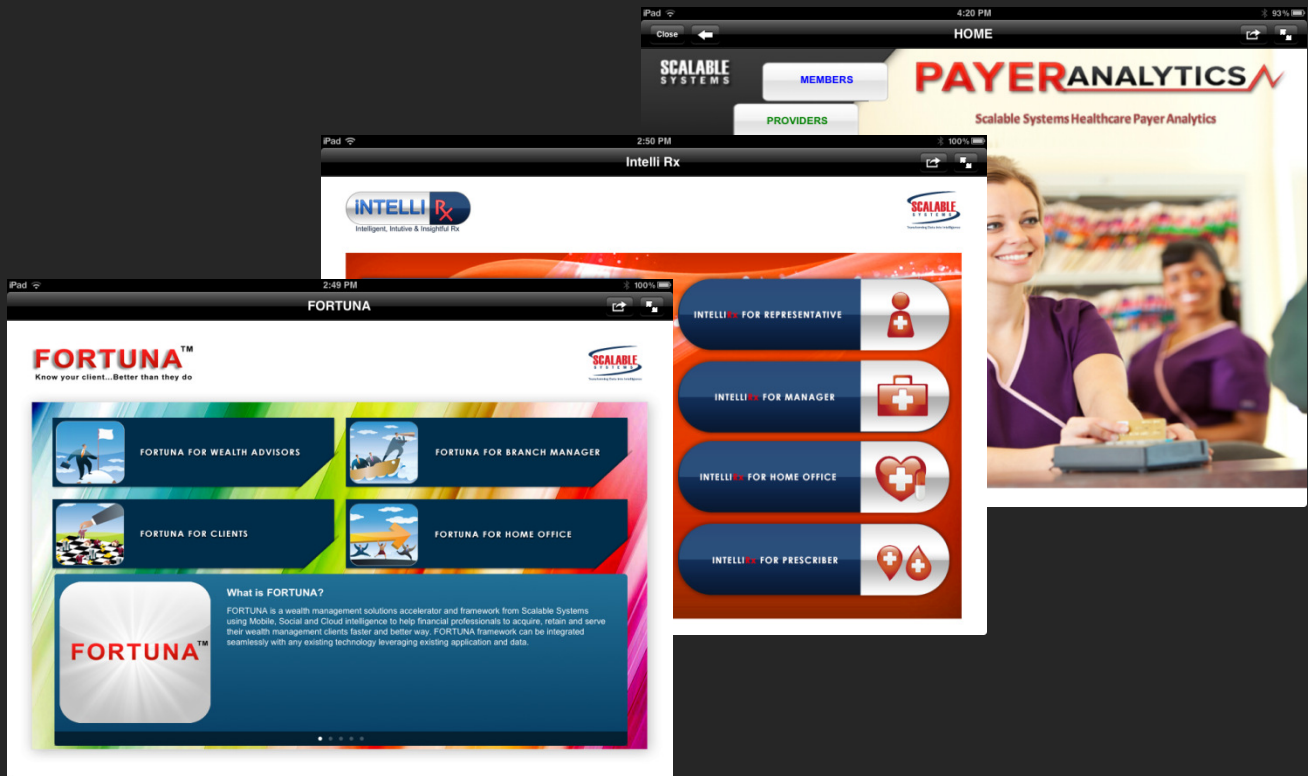 iPad 4:20 PM 93%
Close HOME
SCALABLE
SYSTEMS
MEMBERS
PROVIDERS
PAYERANALYTICS
Scalable Systems Healthcare Payer Analytics
iPad 2:50 PM 100%
Intelli Rx
iNTELLI Rx
Intelligent, Intutive & Insightful Rx
SCALABLE
SYSTEMS
INTELLIRx FOR REPRESENTATIVE
INTELLIRx FOR MANAGER
INTELLIRx FOR HOME OFFICE
INTELLIRx FOR PRESCRIBER
iPad 2:49 PM 100%
FORTUNA
FORTUNA™
Know your client...Better than they do
SCALABLE
SYSTEMS
FORTUNA FOR WEALTH ADVISORS
FORTUNA FOR BRANCH MANAGER
FORTUNA FOR CLIENTS
FORTUNA FOR HOME OFFICE
FORTUNA™
What is FORTUNA?
FORTUNA is a wealth management solutions accelerator and framework from Scalable Systems
using Mobile, Social and Cloud intelligence to help financial professionals to acquire, retain and serve
their wealth management clients faster and better way. FORTUNA framework can be integrated
seamlessly with any existing technology leveraging existing application and data.